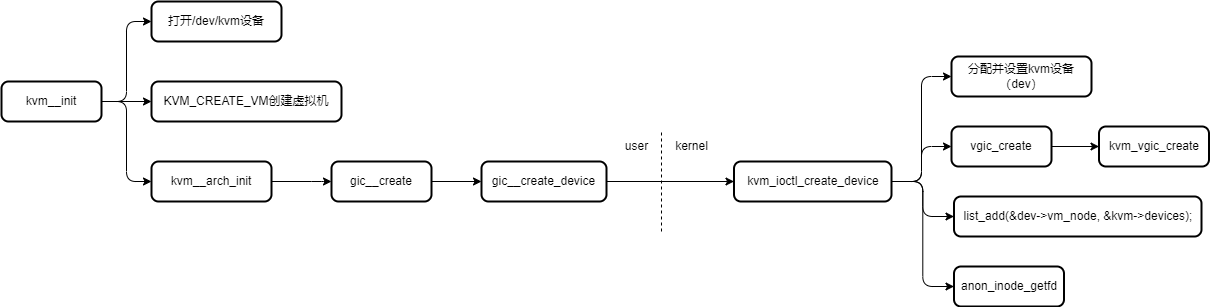 打开/dev/kvm设备
kvm__init
KVM_CREATE_VM创建虚拟机
kvm__arch_init
gic__create
gic__create_device
user
kernel
kvm_ioctl_create_device
分配并设置kvm设备
（dev）
vgic_create
kvm_vgic_create
list_add(&dev->vm_node, &kvm->devices);
anon_inode_getfd